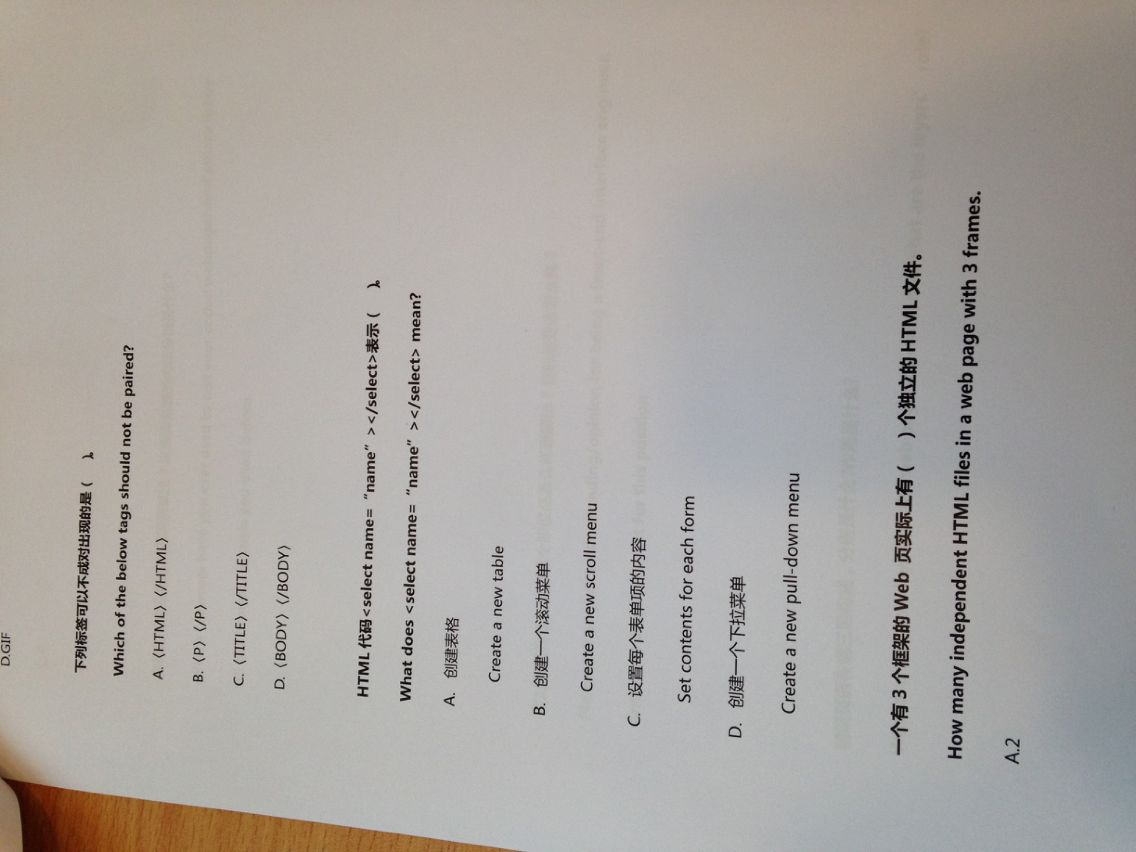 D.GIF
下列标签可以不成对出现的是( )。
Which of the below tags should not be paired?
A.〈HTML〉〈/HTML〉
B.〈P〉〈/P〉
C.〈TITLE〉〈/TITLE〉
D.〈BODY〉〈/BODY〉
HTML 代码<select name=“name”></select>表示( )。
What does <select name=“name”></select> mean?
A. 创建表格
Create a new table
B. 创建一个滚动菜单
Create a new scroll menu
C. 设置每个表单项的内容
Set contents for each form
D. 创建一个下拉菜单
Create a new pull-down menu
一个有 3 个框架的 Web 页实际上有( )个独立的 HTML 文件。
How many independent HTML files in a web page with 3 frames.
A.2